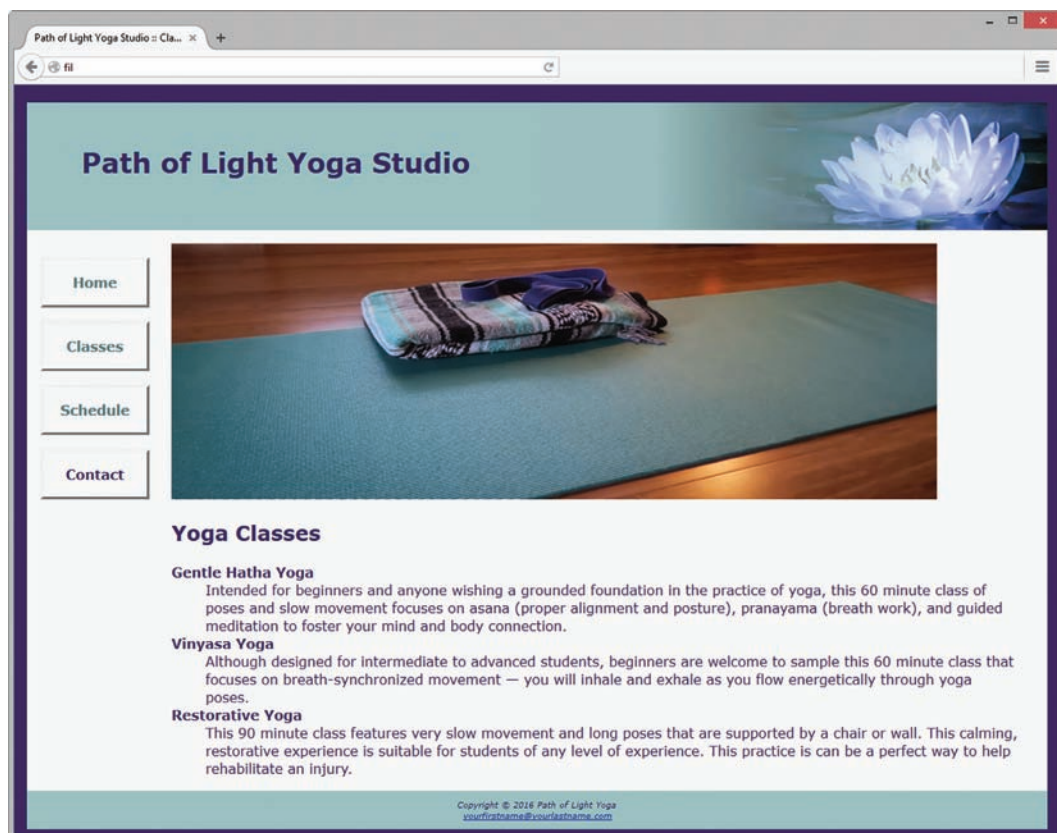 Path of Light Yoga Studio :: Cla...
fil
Path of Light Yoga Studio
Home
Classes
Schedule
Contact
Yoga Classes
Gentle Hatha Yoga
Intended for beginners and anyone wishing a grounded foundation in the practice of yoga, this 60 minute class of
poses and slow movement focuses on asana (proper alignment and posture), pranayama (breath work), and guided
meditation to foster your mind and body connection.
Vinyasa Yoga
Although designed for intermediate to advanced students, beginners are welcome to sample this 60 minute class that
focuses on breath-synchronized movement — you will inhale and exhale as you flow energetically through yoga
poses.
Restorative Yoga
This 90 minute class features very slow movement and long poses that are supported by a chair or wall. This calming,
restorative experience is suitable for students of any level of experience. This practice is can be a perfect way to help
rehabilitate an injury.
Copyright © 2016 Path of Light Yoga
yourfirstname@yourlastname.com